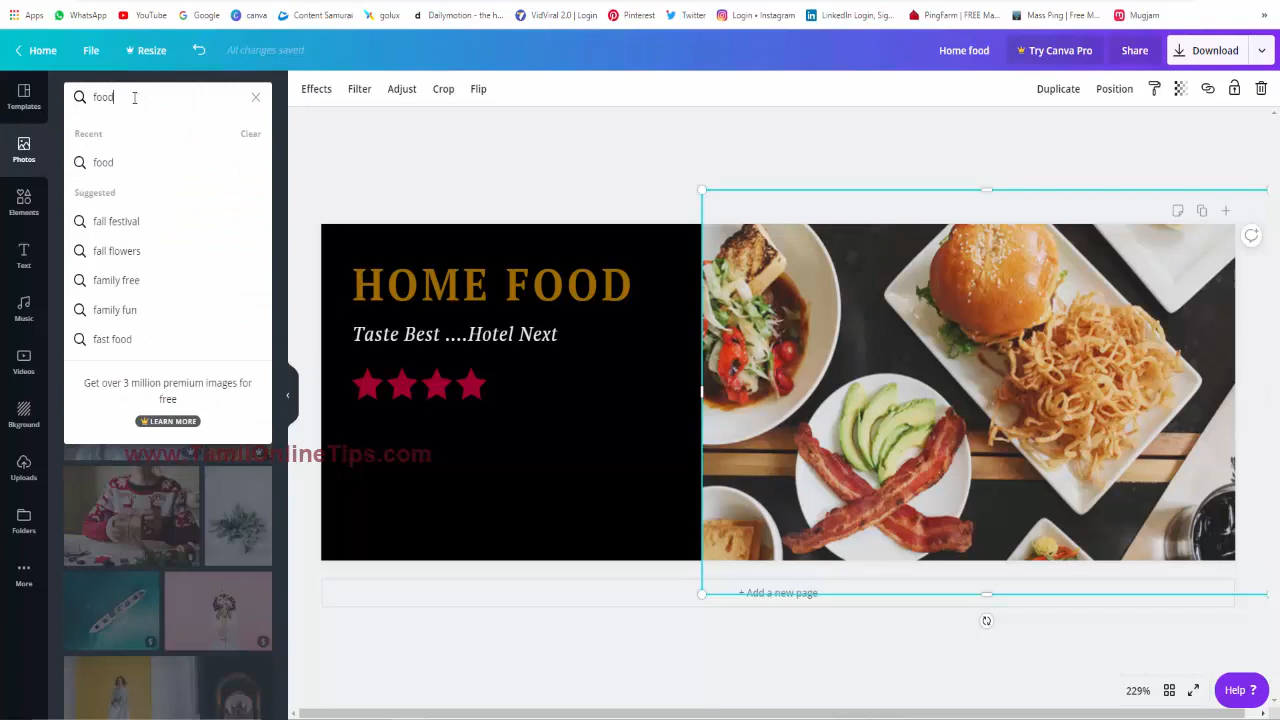 Apps WhatsApp YouTube Google canva Content Samurai golux Dailymotion - the h... VidViral 2.0 | Login Pinterest Twitter Login • Instagram LinkedIn Login, Sig... PingFarm | FREE Ma... Mass Ping | Free M... Mugjam »
Home File Resize All changes saved Home food Try Canva Pro Share Download
Templates
Photos
Elements
Text
Music
Videos
Bkground
Uploads
Folders
More
food
Recent Clear
food
Suggested
fall festival
fall flowers
family free
family fun
fast food
Get over 3 million premium images for
free
LEARN MORE
Effects Filter Adjust Crop Flip Duplicate Position
HOME FOOD
Taste Best ....Hotel Next
www.TamilOnlineTips.com
+ Add a new page
229% Help ?